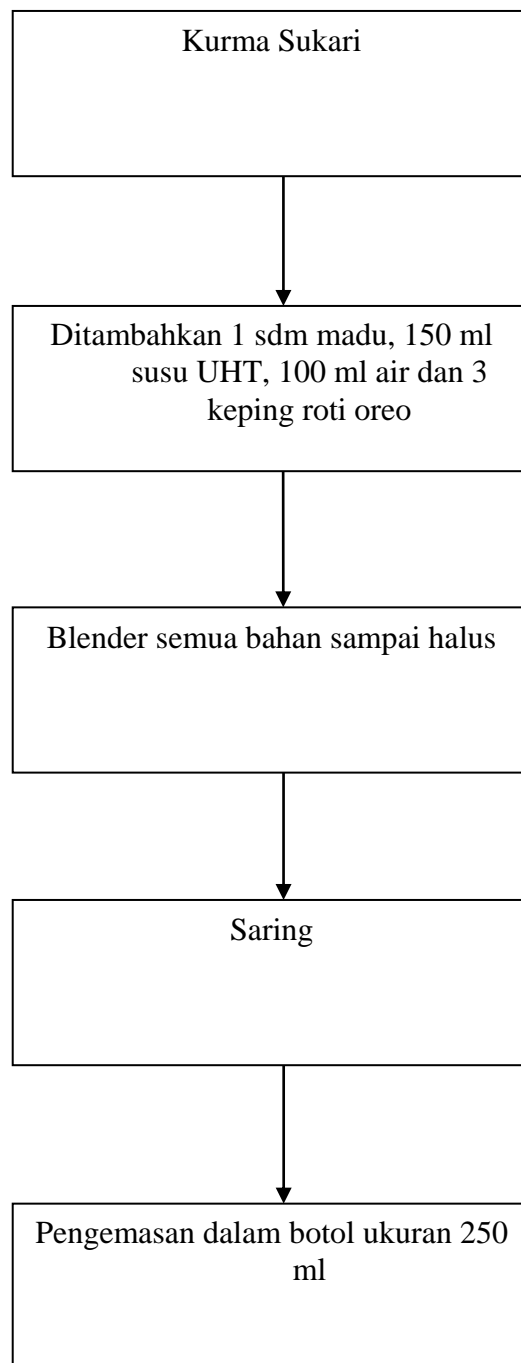 Kurma Sukari
Ditambahkan 1 sdm madu, 150 ml
susu UHT, 100 ml air dan 3
keping roti oreo
Blender semua bahan sampai halus
Saring
Pengemasan dalam botol ukuran 250
ml